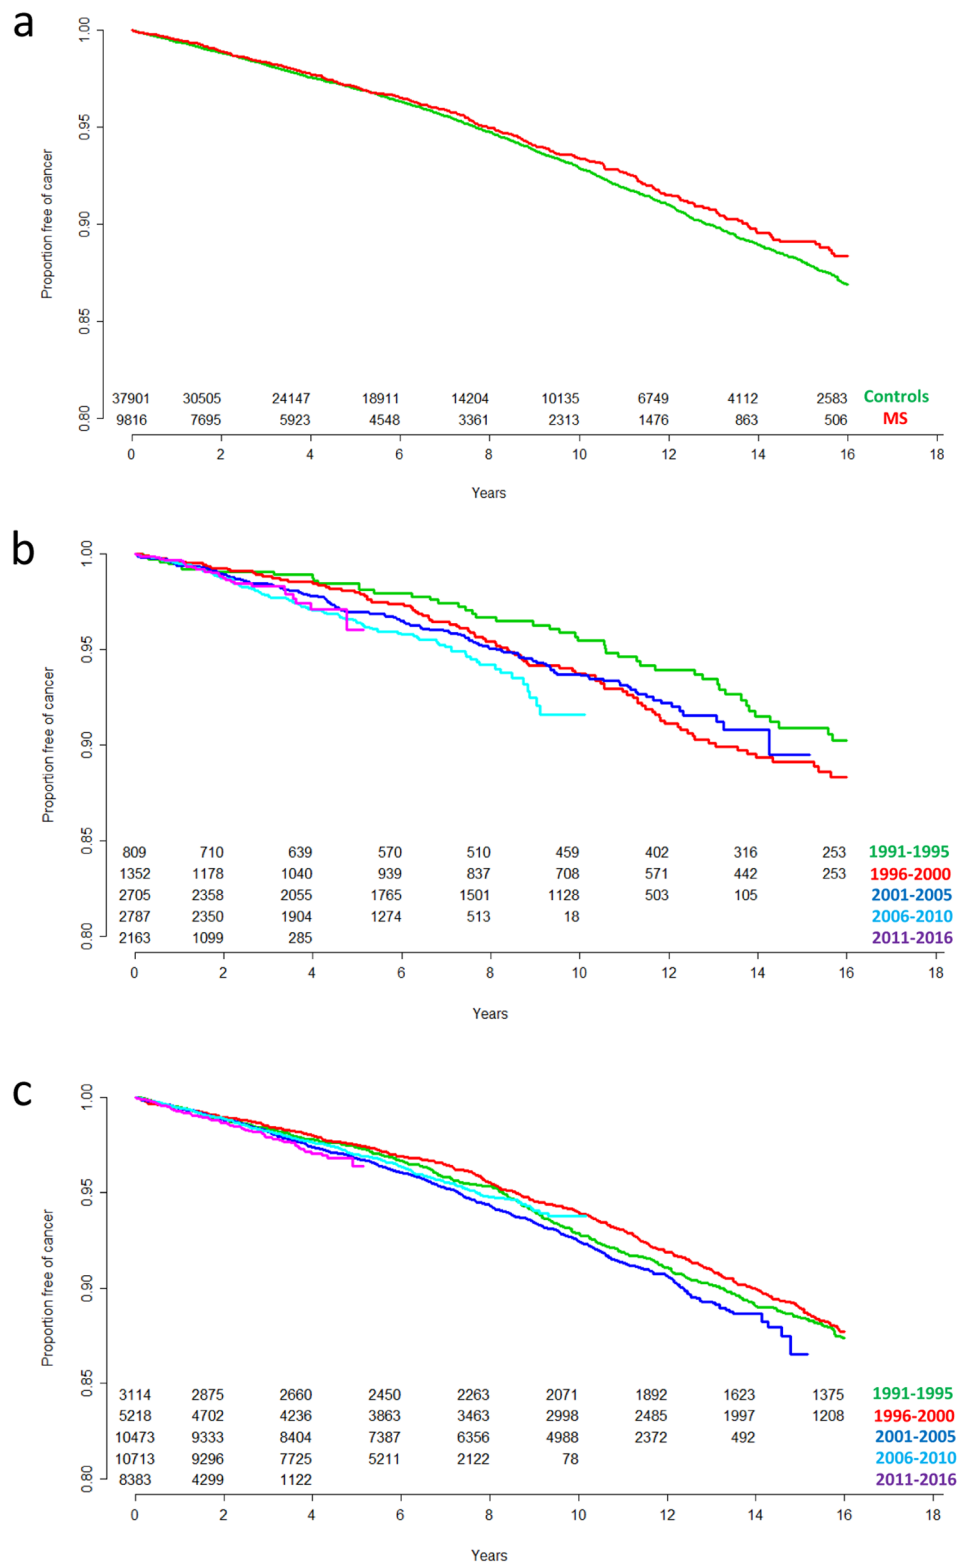 a
1.00
0.95
0.90
0.85
0.80
Proportion free of cancer
37901 30505 24147 18911 14204 10135 6749 4112 2583 Controls
9816 7695 5923 4548 3361 2313 1476 863 506 MS
0 2 4 6 8 10 12 14 16 18
Years
b
1.00
0.95
0.90
0.85
0.80
Proportion free of cancer
809 710 639 570 510 459 402 316 253 1991-1995
1352 1178 1040 939 837 708 571 442 253 1996-2000
2705 2358 2055 1765 1501 1128 503 105 2001-2005
2787 2350 1904 1274 513 18 2006-2010
2163 1099 285 2011-2016
0 2 4 6 8 10 12 14 16 18
Years
c
1.00
0.95
0.90
0.85
0.80
Proportion free of cancer
3114 2875 2660 2450 2263 2071 1892 1623 1375 1991-1995
5218 4702 4236 3863 3463 2998 2485 1997 1208 1996-2000
10473 9333 8404 7387 6356 4988 2372 492 2001-2005
10713 9296 7725 5211 2122 78 2006-2010
8383 4299 1122 2011-2016
0 2 4 6 8 10 12 14 16 18
Years